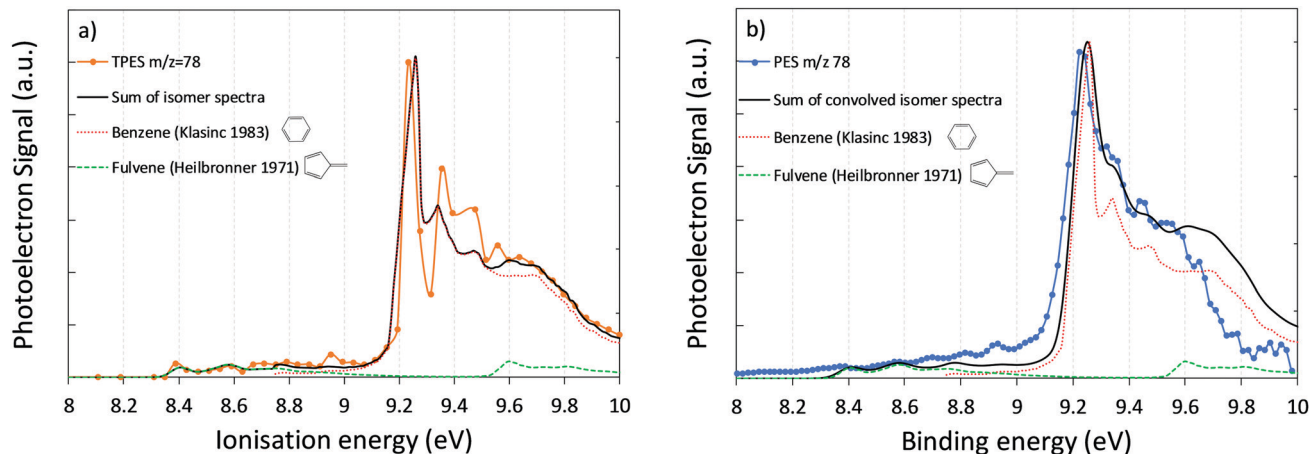 a)
Photoelectron Signal (a.u.)
TPES m/z=78
Sum of isomer spectra
Benzene (Klasinc 1983)
Fulvene (Heilbronner 1971)
8 8.2 8.4 8.6 8.8 9 9.2 9.4 9.6 9.8 10
Ionisation energy (eV)
b)
Photoelectron Signal (a.u.)
PES m/z 78
Sum of convolved isomer spectra
Benzene (Klasinc 1983)
Fulvene (Heilbronner 1971)
8 8.2 8.4 8.6 8.8 9 9.2 9.4 9.6 9.8 10
Binding energy (eV)